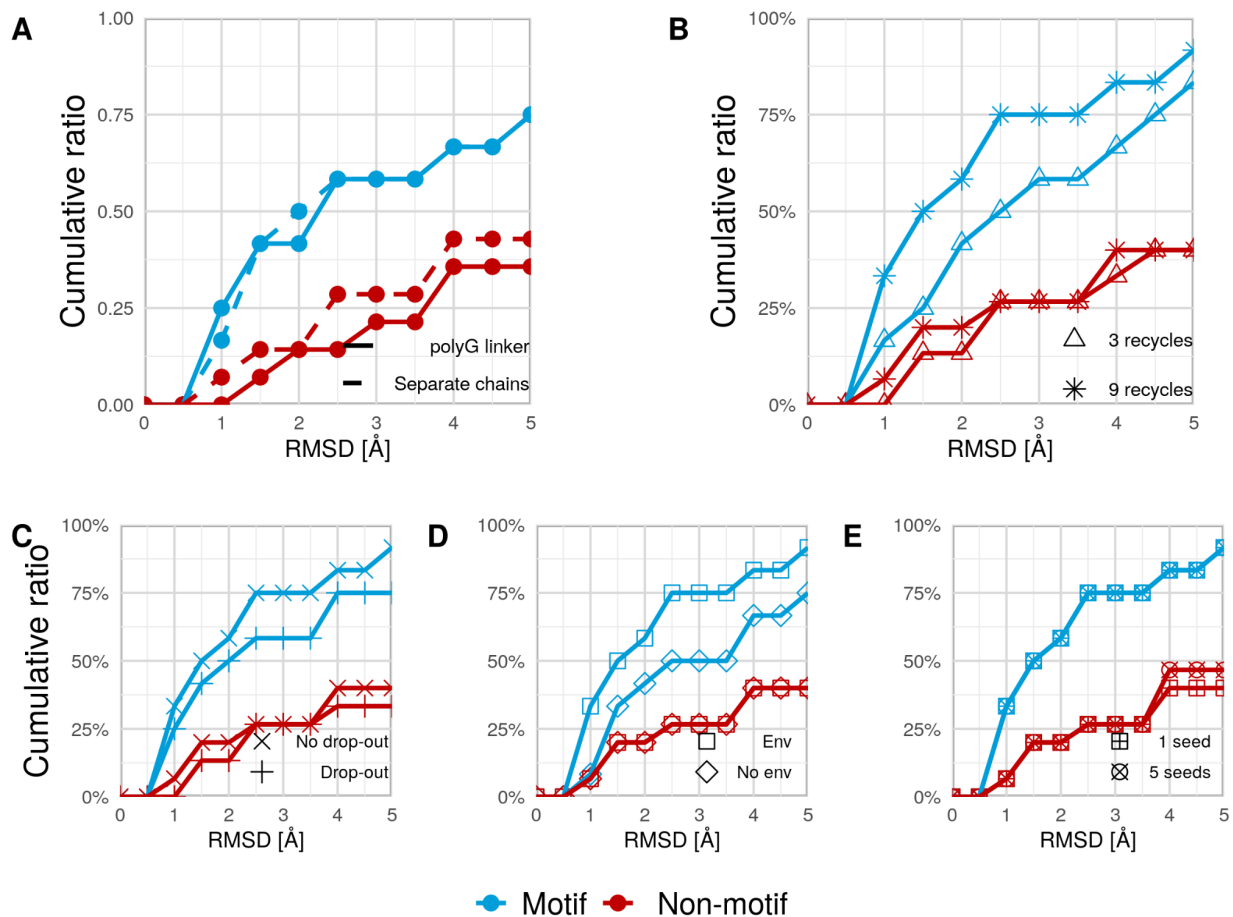 A
1.00
0.75
0.50
0.25
0.00
Cumulative ratio
polyG linker
Separate chains
0 1 2 3 4 5
RMSD [Å]
B
100%
75%
50%
25%
0%
Cumulative ratio
3 recycles
9 recycles
0 1 2 3 4 5
RMSD [Å]
C
100%
75%
50%
25%
0%
Cumulative ratio
No drop-out
Drop-out
0 1 2 3 4 5
RMSD [Å]
D
100%
75%
50%
25%
0%
Env
No env
0 1 2 3 4 5
RMSD [Å]
E
100%
75%
50%
25%
0%
1 seed
5 seeds
0 1 2 3 4 5
RMSD [Å]
Motif Non-motif